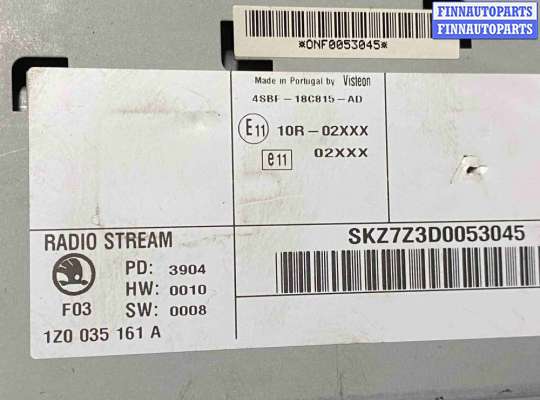 FINNAUTOPARTS
FINNAUTOPARTS
*ONF0053045*
Made in Portugal by Visteon
4SBF-18C815-AD
E11 10R-02XXX
e11 02XXX
RADIO STREAM
SKZ7Z3D0053045
PD: 3904
HW: 0010
F03 SW: 0008
1Z0 035 161 A